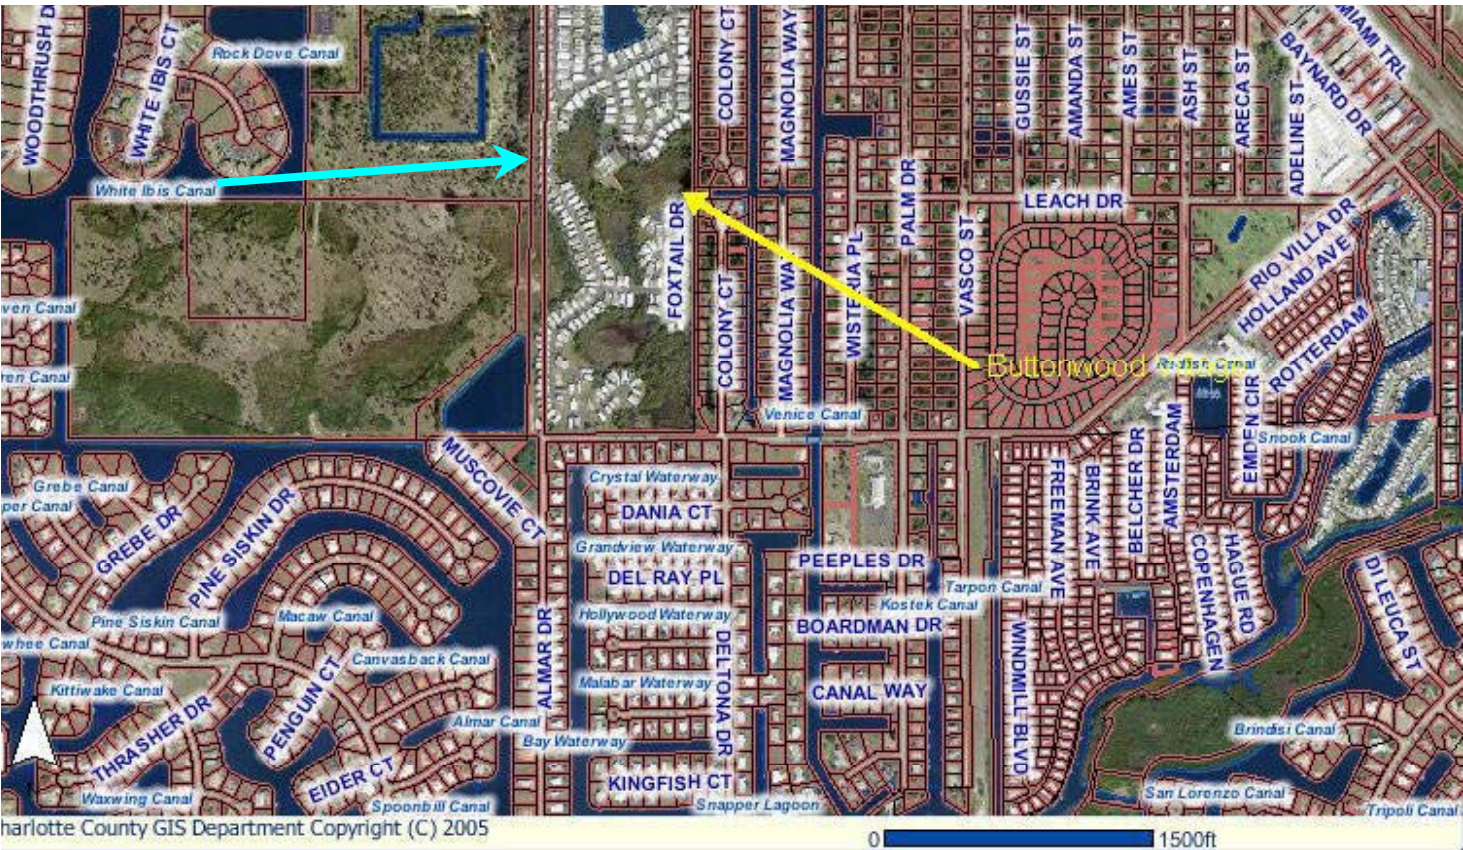 MIAMI TRL
WOODTHRUSH D
WHITE IBIS CT
Rock Dove Canal
COLONY CT
MAGNOLIA WAY
GUSSIE ST
AMANDA ST
AMES ST
ASH ST
ARECA ST
ADELINE ST
BAYNARD DR
White Ibis Canal
PALM DR
LEACH DR
FOXTAIL DR
COLONY CT
MAGNOLIA WA
WISTERIA PL
VASCO ST
RIO VILLA DR
HOLLAND AVE
ROTTERDAM
ven Canal
ren Canal
Buttonwood
Venice Canal
EMDEN CIR
Snook Canal
MUSCOVIE CT
Grebe Canal
per Canal
GREBE DR
PINE SISKIN DR
Crystal Waterway
DANIA CT
Grandview Waterway
DEL RAY PL
Hollywood Waterway
PEEPLES DR
Kostek Canal
BOARDMAN DR
Tarpon Canal
FREEMAN AVE
BRINK AVE
BELCHER DR
AMSTERDAM
COPENHAGEN
HAGUE RD
DI LEUCA ST
Pine Siskin Canal
Macaw Canal
whee Canal
Canvasback Canal
Kittiwake Canal
PENGUIN CT
THRASHER DR
ALMAR DR
Malabar Waterway
DELTONA DR
CANAL WAY
WINDMILL BLVD
Almar Canal
Bay Waterway
Brindisi Canal
EIDER CT
KINGFISH CT
Waxwing Canal
Spoonbill Canal
Snapper Lagoon
San Lorenzo Canal
Tripoli Canal
harlotte County GIS Department Copyright (C) 2005
0 1500ft